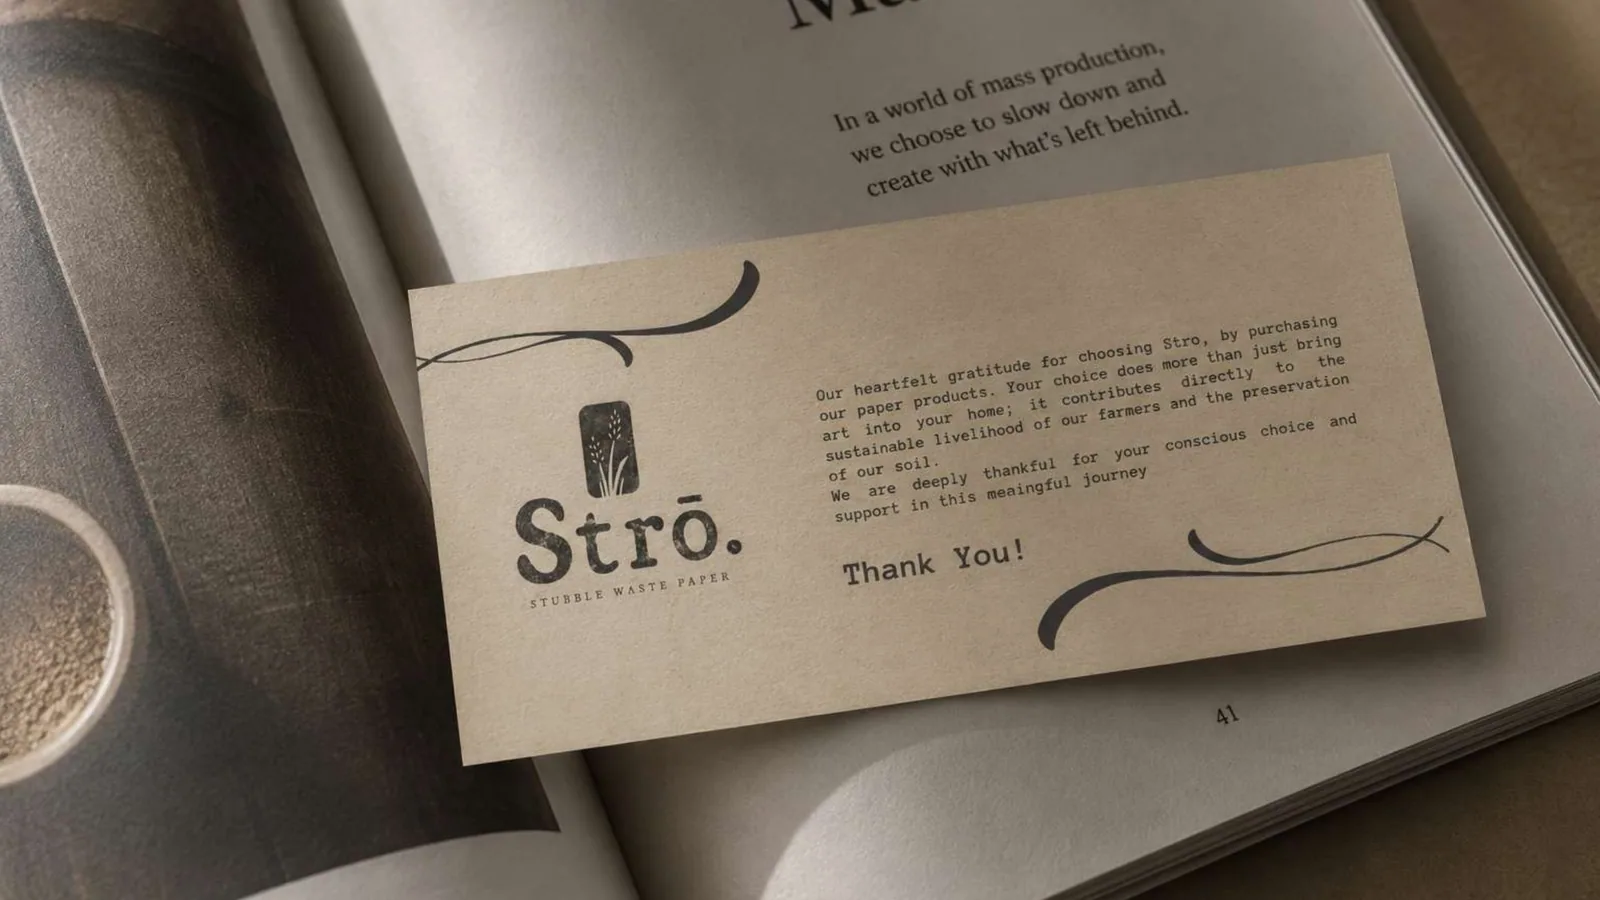 In a world of mass production,
we choose to slow down and
create with what's left behind.
Strō.
STUBBLE WASTE PAPER
Our heartfelt gratitude for choosing Stro, by purchasing
our paper products. Your choice does more than just bring
art into your home; it contributes directly to the
sustainable livelihood of our farmers and the preservation
of our soil.
We are deeply thankful for your conscious choice and
support in this meaingful journey
Thank You!
41